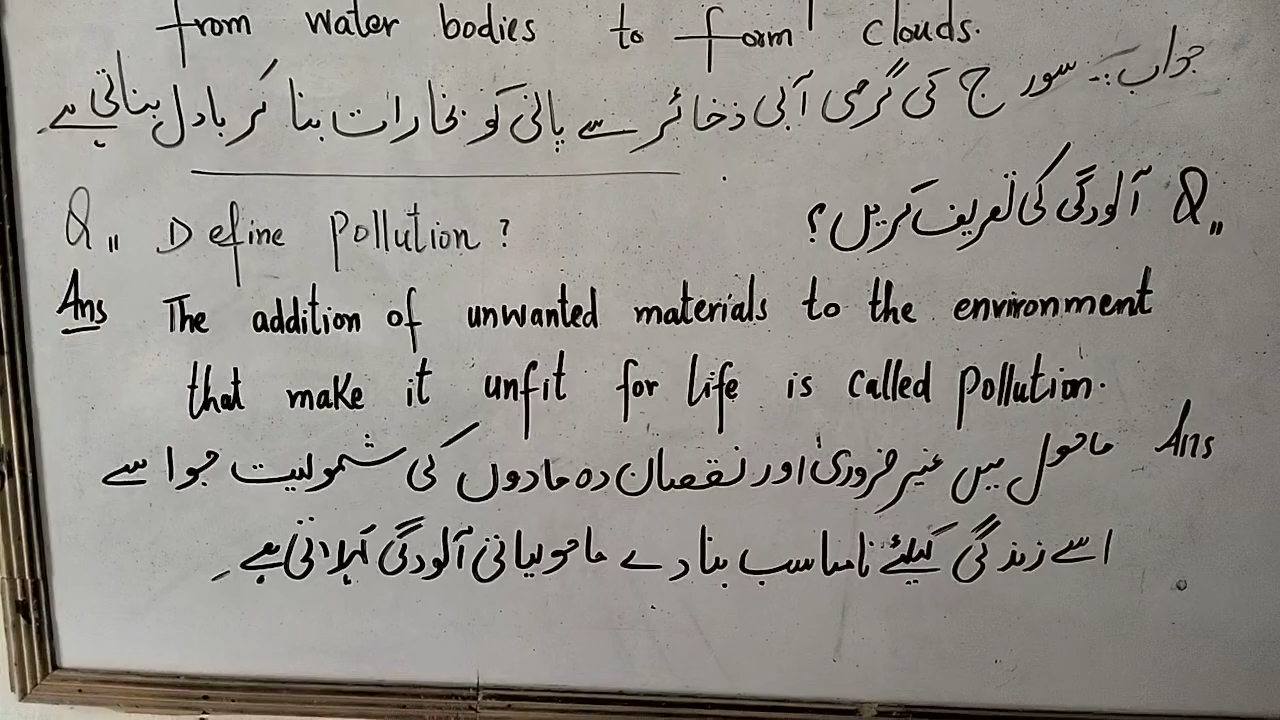 from water bodies to form clouds.
جواب:- سورج کی گرمی آبی ذخائر سے پانی کو بخارات بنا کر بادل بناتی ہے۔
Q" Define pollution?
Q" آلودگی کی تعریف کریں؟
Ans The addition of unwanted materials to the environment
that make it unfit for life is called pollution.
Ans ماحول میں غیر ضروری اور نقصان دہ مادوں کی شمولیت جو اسے
اسے زندگی کیلئے نامناسب بنا دے ماحولیاتی آلودگی کہلاتی ہے۔